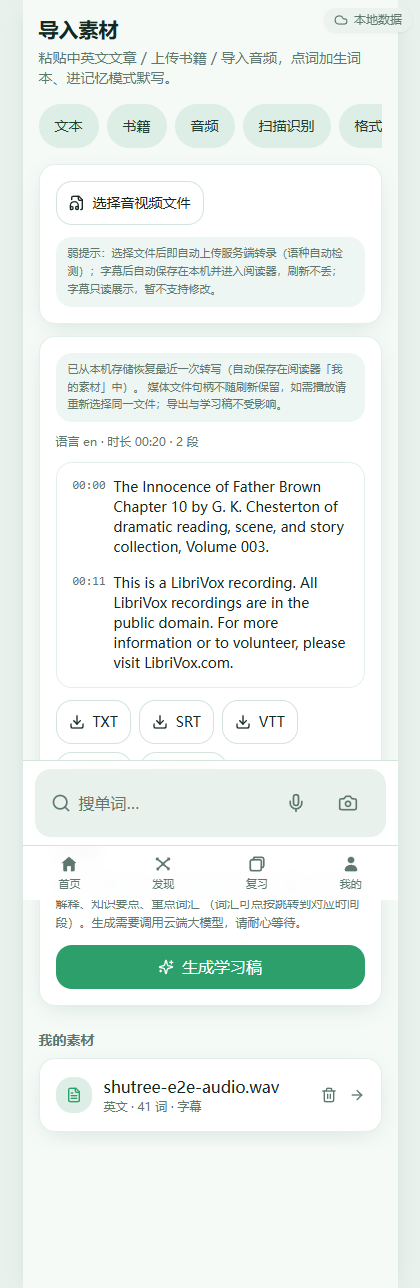 本地数据
导入素材
粘贴中英文文章 / 上传书籍 / 导入音频，点词加生词
本、进记忆模式默写。
文本
书籍
音频
扫描识别
格式
选择音视频文件
弱提示：选择文件后即自动上传服务端转录（语种自动检
测）；字幕后自动保存在本机并进入阅读器，刷新不丢；
字幕只读展示，暂不支持修改。
已从本机存储恢复最近一次转写（自动保存在阅读器「我
的素材」中）。 媒体文件句柄不随刷新保留，如需播放请
重新选择同一文件；导出与学习稿不受影响。
语言 en · 时长 00:20 · 2 段
00:00 The Innocence of Father Brown
Chapter 10 by G. K. Chesterton of
dramatic reading, scene, and story
collection, Volume 003.
00:11 This is a LibriVox recording. All
LibriVox recordings are in the
public domain. For more
information or to volunteer, please
visit LibriVox.com.
TXT
SRT
VTT
搜单词...
首页
发现
复习
我的
解释、知识要点、重点词汇 （词汇可点按跳转到对应时间
段）。生成需要调用云端大模型，请耐心等待。
生成学习稿
我的素材
shutree-e2e-audio.wav
英文 · 41 词 · 字幕